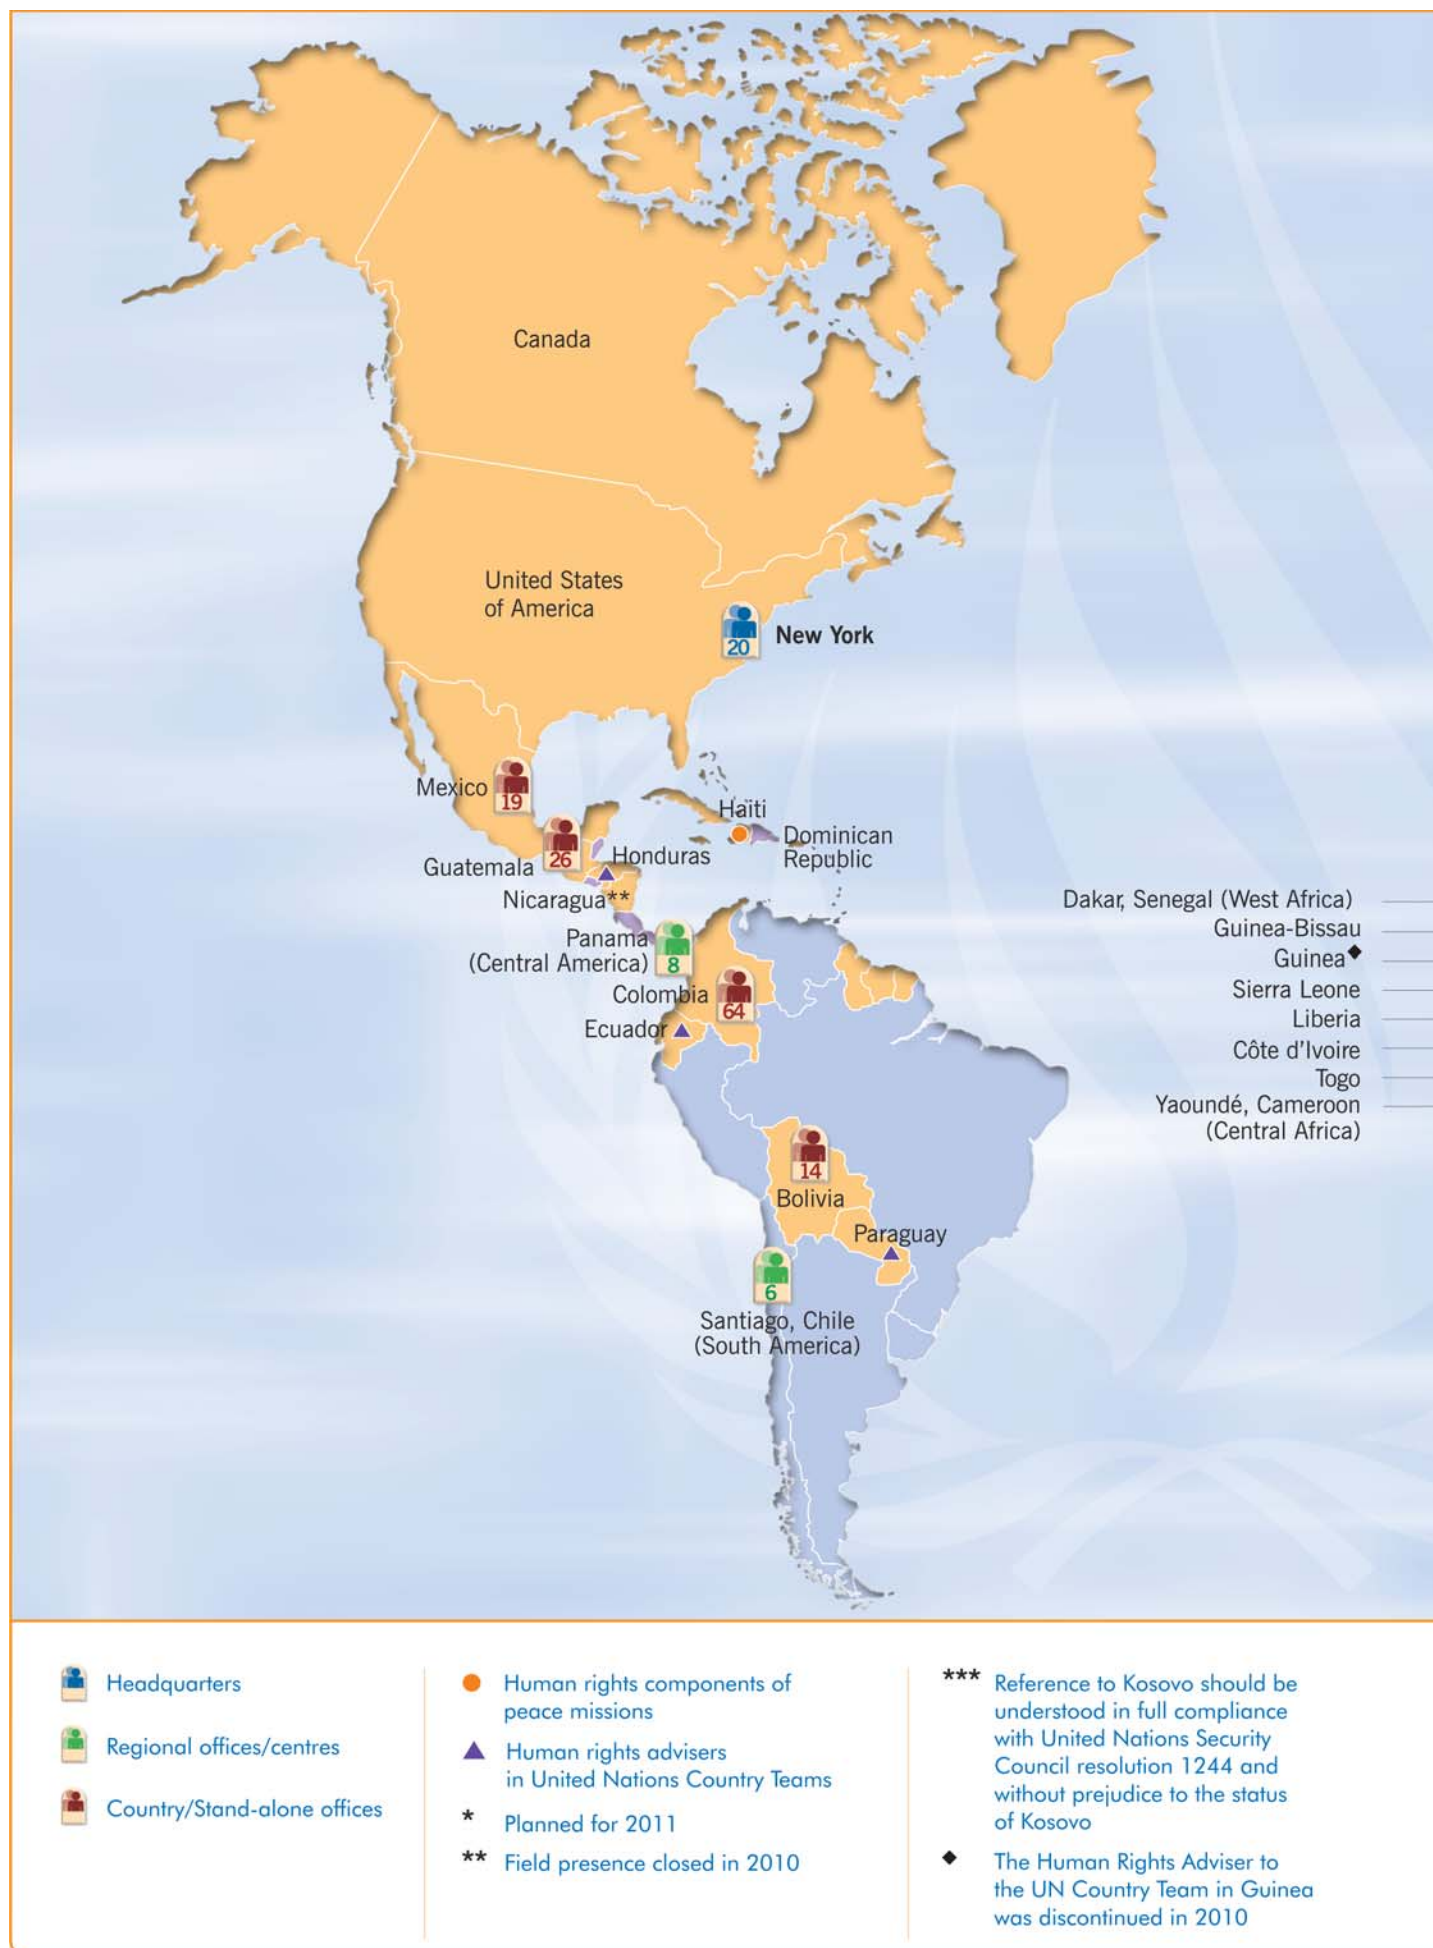 Canada
United States
of America
20
New York
Mexico
19
Haïti
Dominican
Republic
26
Guatemala
Honduras
Nicaragua**
Panama
(Central America)
8
Colombia
64
Ecuador
Dakar, Senegal (West Africa)
Guinea-Bissau
Guinea◆
Sierra Leone
Liberia
Côte d'Ivoire
Togo
Yaoundé, Cameroon
(Central Africa)
14
Bolivia
Paraguay
6
Santiago, Chile
(South America)
Headquarters
Regional offices/centres
Country/Stand-alone offices
Human rights components of
peace missions
Human rights advisers
in United Nations Country Teams
* Planned for 2011
** Field presence closed in 2010
*** Reference to Kosovo should be
understood in full compliance
with United Nations Security
Council resolution 1244 and
without prejudice to the status
of Kosovo
◆ The Human Rights Adviser to
the UN Country Team in Guinea
was discontinued in 2010